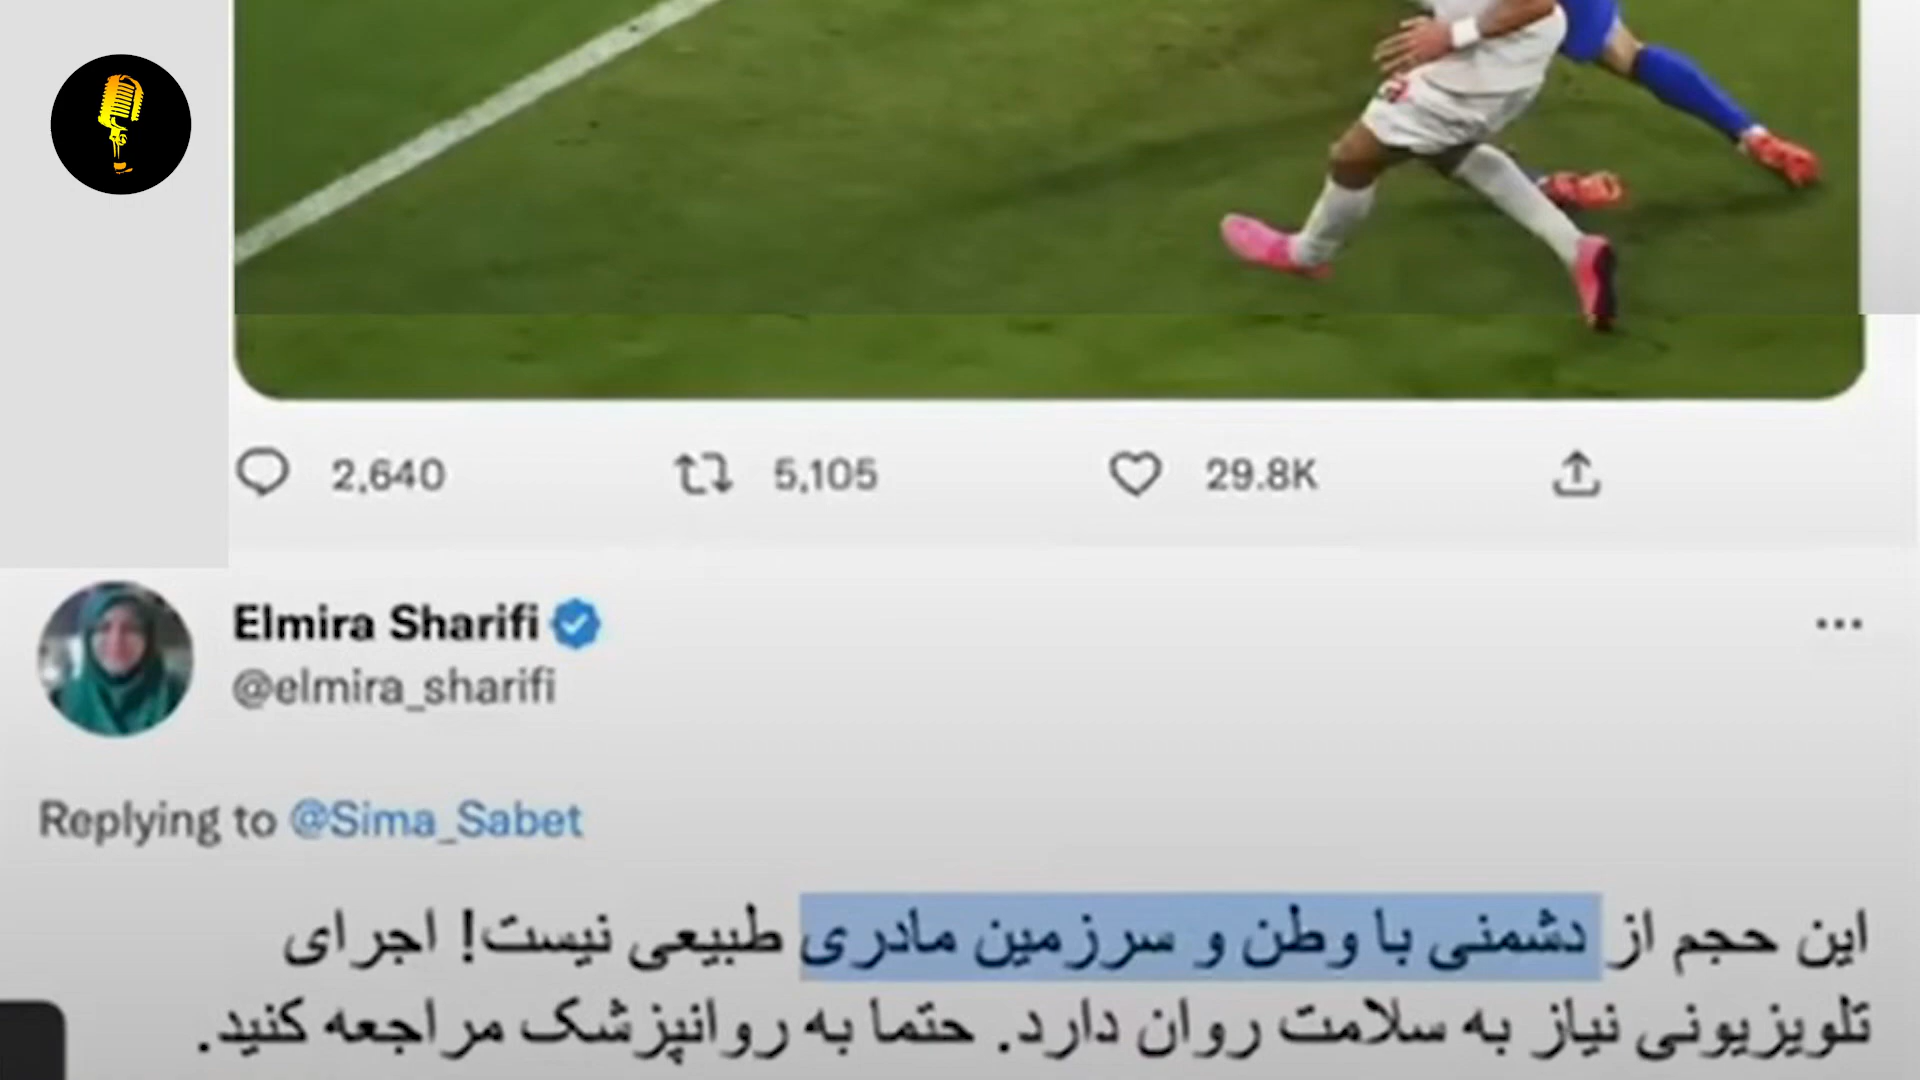 2,640 5,105 29.8K
Elmira Sharifi
@elmira_sharifi
Replying to @Sima_Sabet
این حجم از دشمنی با وطن و سرزمین مادری طبیعی نیست! اجرای
تلویزیونی نیاز به سلامت روان دارد. حتما به روانپزشک مراجعه کنید.